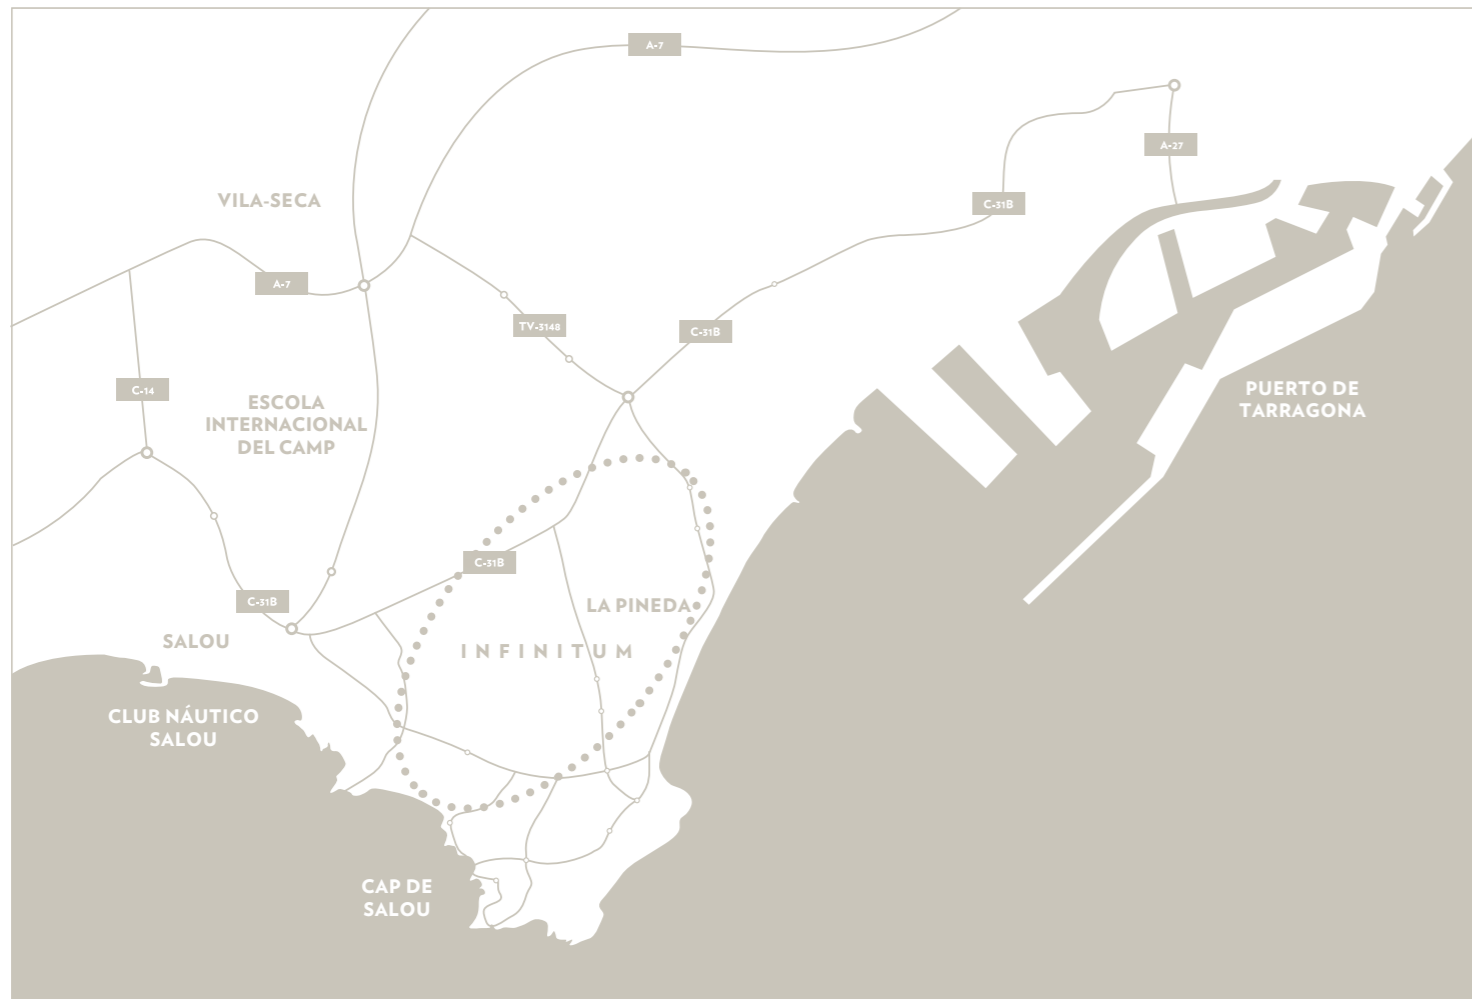 A-7
A-27
VILA-SECA
C-31B
A-7
TV-3148
C-31B
C-14
ESCOLA
INTERNACIONAL
DEL CAMP
PUERTO DE
TARRAGONA
C-31B
C-31B
LA PINEDA
SALOU
INFINITUM
CLUB NÁUTICO
SALOU
CAP DE
SALOU